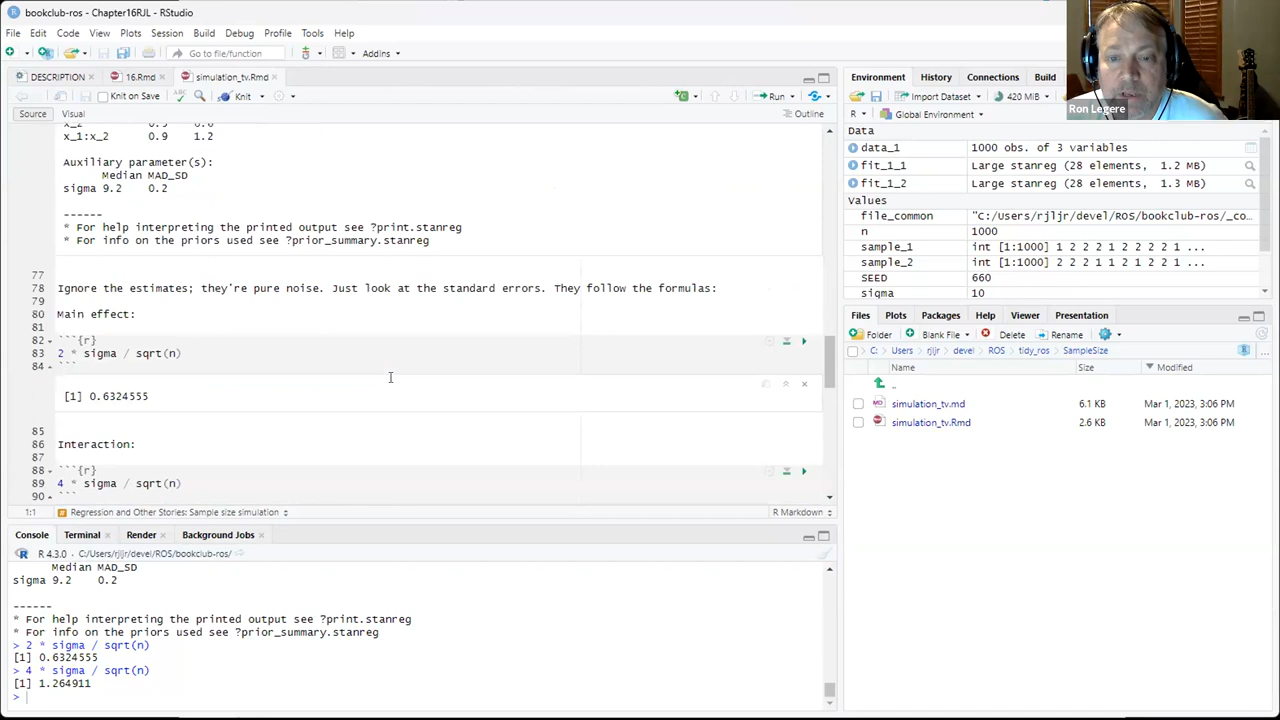 bookclub-ros - Chapter16RJL - RStudio
File Edit Code View Plots Session Build Debug Profile Tools Help
Go to file/function Addins
DESCRIPTION 16.Rmd simulation_tv.Rmd
Knit on Save Knit Run
Source Visual Outline
x_1:x_2 0.9 1.2
Auxiliary parameter(s):
Median MAD_SD
sigma 9.2 0.2
------
* For help interpreting the printed output see ?print.stanreg
* For info on the priors used see ?prior_summary.stanreg
77
78 Ignore the estimates; they're pure noise. Just look at the standard errors. They follow the formulas:
79
80 Main effect:
81
82 ```{r}
83 2 * sigma / sqrt(n)
84 ```
[1] 0.6324555
85
86 Interaction:
87
88 ```{r}
89 4 * sigma / sqrt(n)
90 ```
1:1 Regression and Other Stories: Sample size simulation R Markdown
Console Terminal Render Background Jobs
R 4.3.0 · C:/Users/rjljr/devel/ROS/bookclub-ros/
Median MAD_SD
sigma 9.2 0.2
------
* For help interpreting the printed output see ?print.stanreg
* For info on the priors used see ?prior_summary.stanreg
> 2 * sigma / sqrt(n)
[1] 0.6324555
> 4 * sigma / sqrt(n)
[1] 1.264911
>
Environment History Connections Build
Import Dataset 420 MiB
R Global Environment
Data
data_1 1000 obs. of 3 variables
fit_1_1 Large stanreg (28 elements, 1.2 MB)
fit_1_2 Large stanreg (28 elements, 1.3 MB)
Values
file_common "C:/Users/rjljr/devel/ROS/bookclub-ros/_co…
n 1000
sample_1 int [1:1000] 1 2 2 2 1 2 2 2 2 1 ...
sample_2 int [1:1000] 2 2 2 1 1 2 1 2 2 2 ...
SEED 660
sigma 10
Files Plots Packages Help Viewer Presentation
Folder Blank File Delete Rename
C: Users rjljr devel ROS tidy_ros SampleSize ...
Name Size Modified
..
simulation_tv.md 6.1 KB Mar 1, 2023, 3:06 PM
simulation_tv.Rmd 2.6 KB Mar 1, 2023, 3:06 PM
Ron Legere